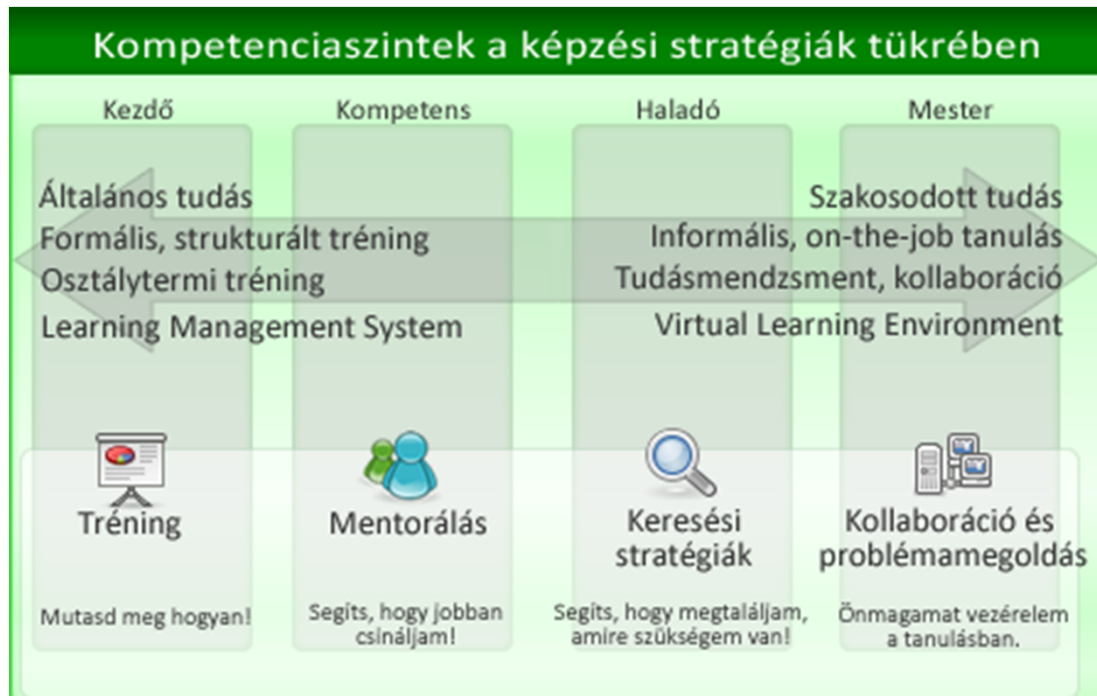 Kompetenciaszintek a képzési stratégiák tükrében
Kezdő
Kompetens
Haladó
Mester
Általános tudás
Formális, strukturált tréning
Osztálytermi tréning
Learning Management System
Szakosodott tudás
Informális, on-the-job tanulás
Tudásmendzsment, kollaboráció
Virtual Learning Environment
Tréning
Mutasd meg hogyan!
Mentorálás
Segíts, hogy jobban
csináljam!
Keresési
stratégiák
Segíts, hogy megtaláljam,
amire szükségem van!
Kollaboráció és
problémamegoldás
Önmagamat vezérelem
a tanulásban.